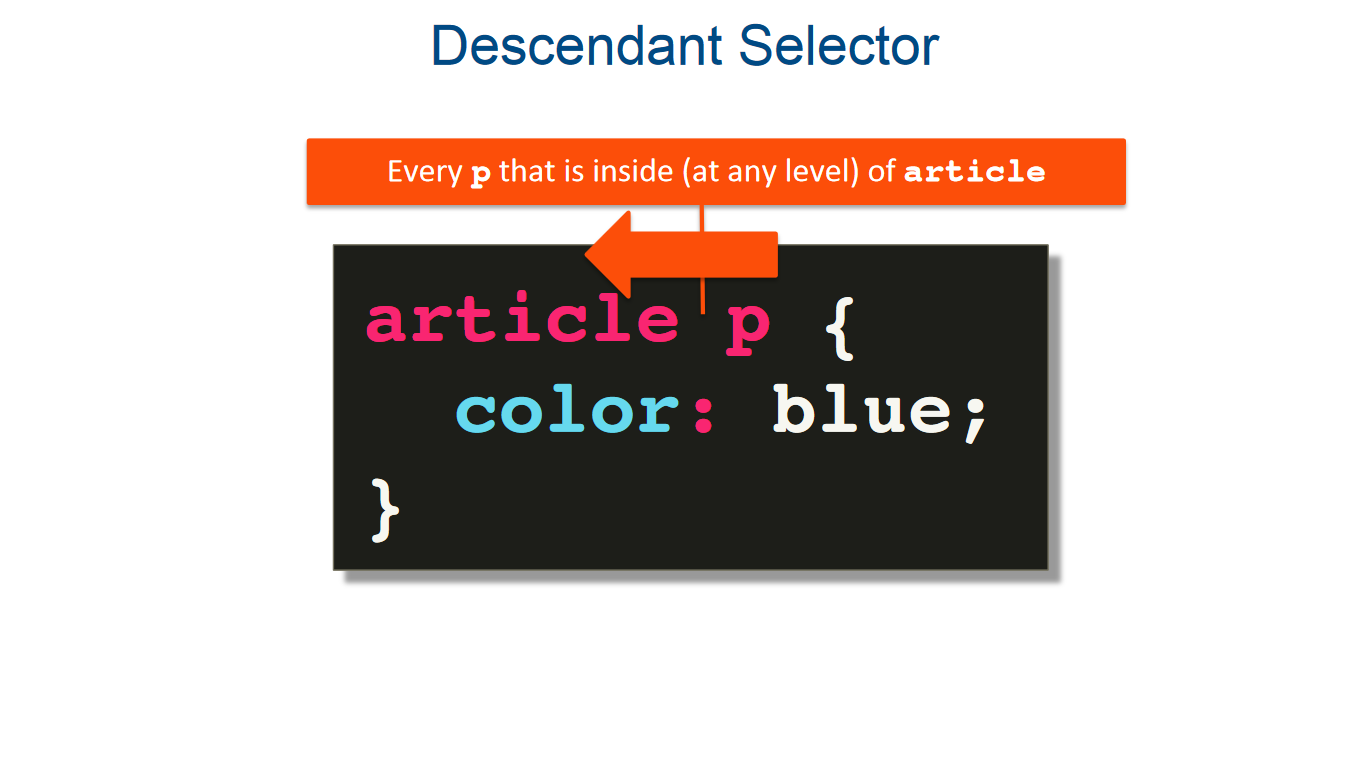 Descendant Selector
Every p that is inside (at any level) of article
article p {
  color: blue;
}